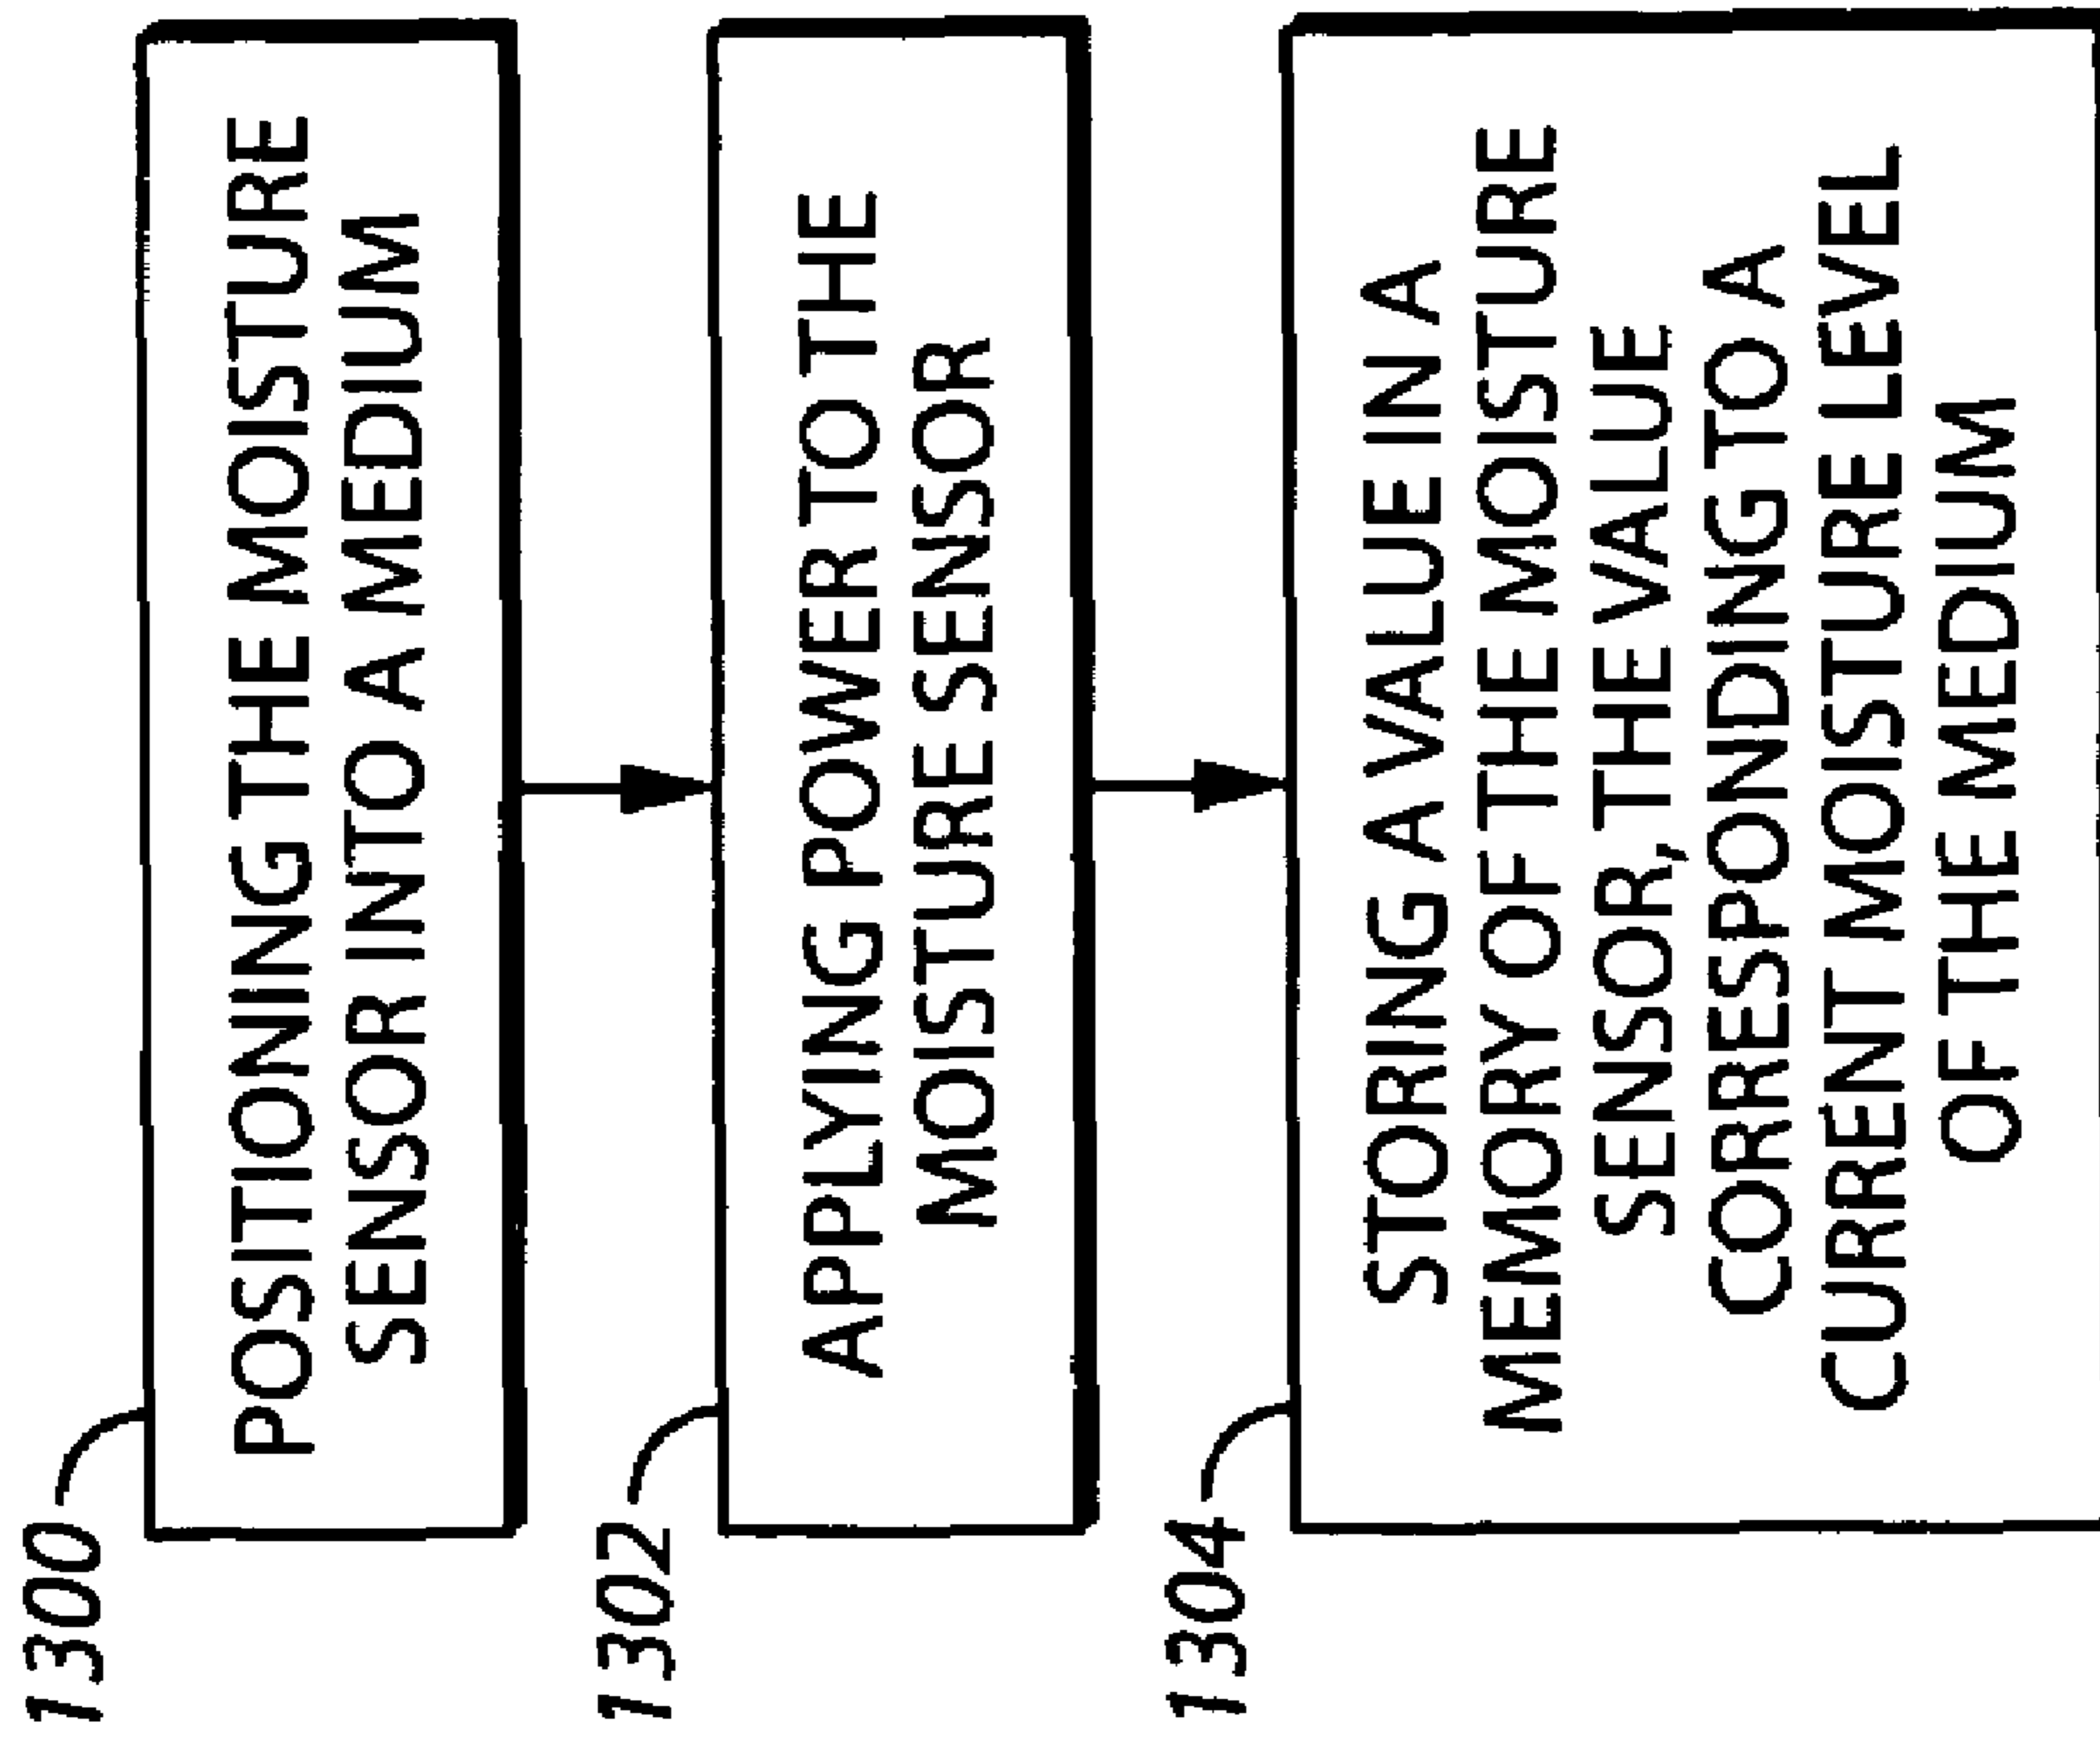 1300
POSITIONING THE MOISTURE
SENSOR INTO A MEDIUM
1302
APPLYING POWER TO THE
MOISTURE SENSOR
1304
STORING A VALUE IN A
MEMORY OF THE MOISTURE
SENSOR, THE VALUE
CORRESPONDING TO A
CURRENT MOISTURE LEVEL
OF THE MEDIUM